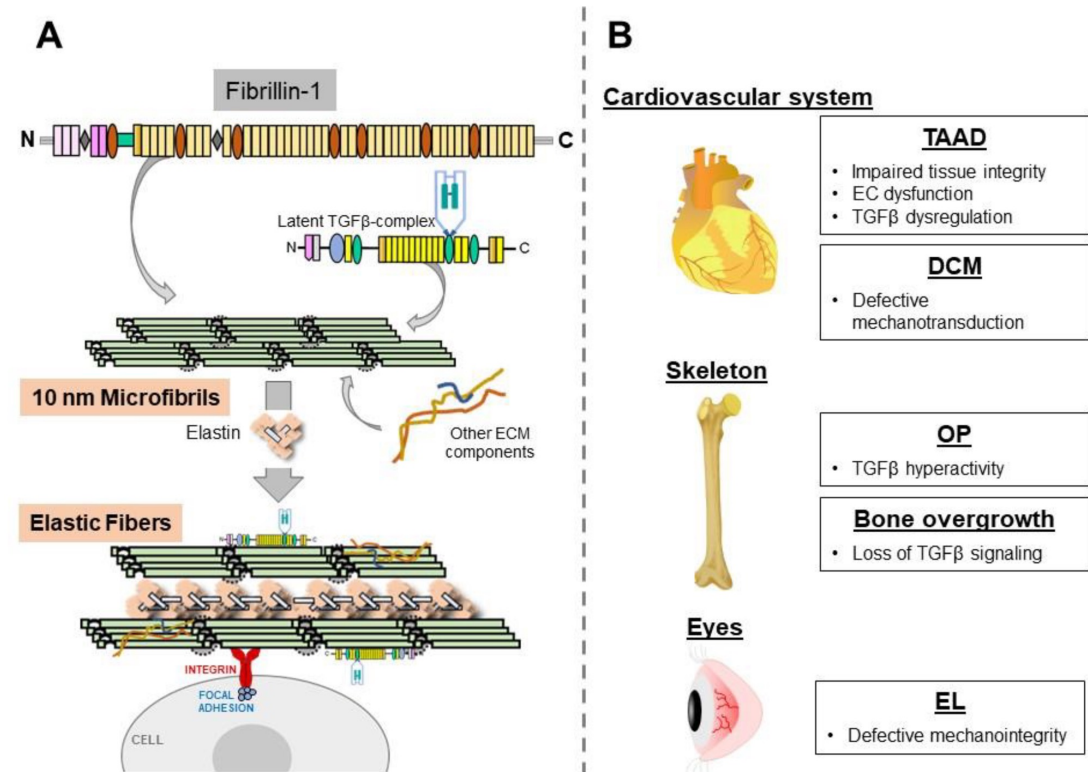 A
Fibrillin-1
N
C
Latent TGFβ-complex
N
C
10 nm Microfibrils
Elastin
Other ECM
components
Elastic Fibers
N
C
C
N
INTEGRIN
FOCAL
ADHESION
CELL
B
Cardiovascular system
TAAD
• Impaired tissue integrity
• EC dysfunction
• TGFβ dysregulation
DCM
• Defective
mechanotransduction
Skeleton
OP
• TGFβ hyperactivity
Bone overgrowth
• Loss of TGFβ signaling
Eyes
EL
• Defective mechanointegrity